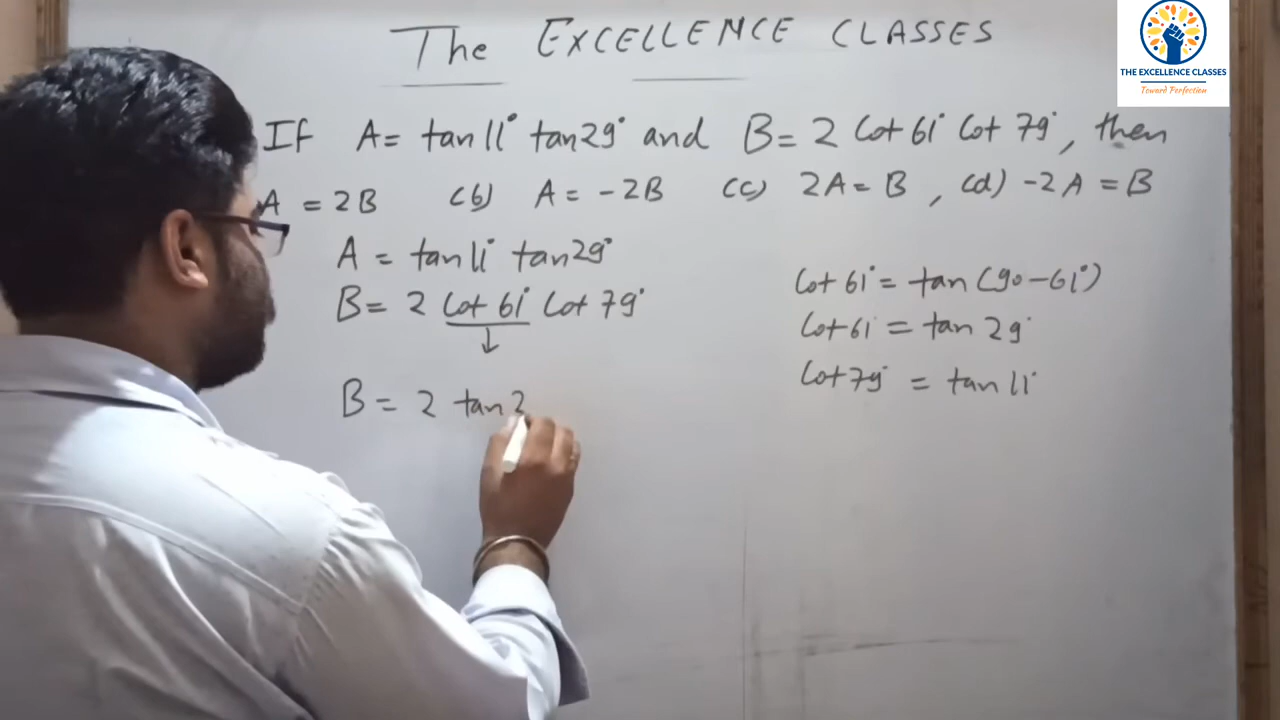 The EXCELLENCE CLASSES
THE EXCELLENCE CLASSES
Toward Perfection
If A = tan 11° tan 29° and B = 2 Cot 61° Cot 79°, then
A = 2B (b) A = -2B (c) 2A = B , (d) -2A = B
A = tan 11° tan 29°
B = 2 Cot 61° Cot 79°
↓
B = 2 tan 2
Cot 61° = tan (90 - 61°)
Cot 61 = tan 29°
Cot 79° = tan 11°